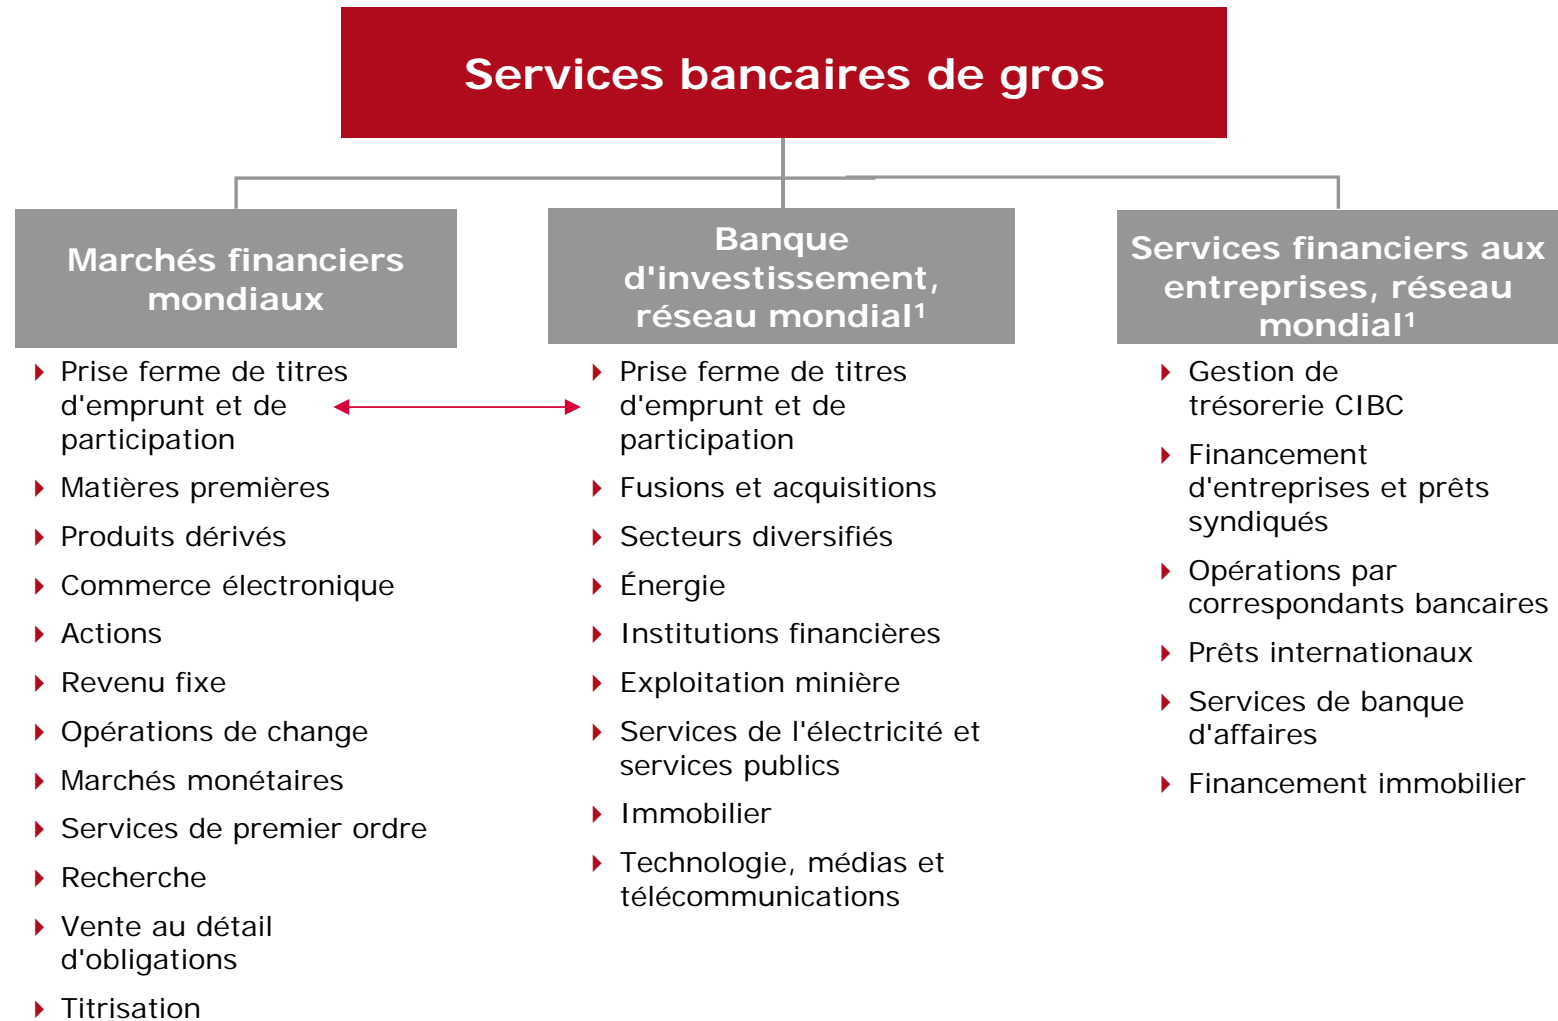 Services bancaires de gros
Marchés financiers
mondiaux
Prise ferme de titres
d'emprunt et de
participation
Matières premières
Produits dérivés
Commerce électronique
Actions
Revenu fixe
Opérations de change
Marchés monétaires
Services de premier ordre
Recherche
Vente au détail
d'obligations
Titrisation
Banque
d'investissement,
réseau mondial¹
Prise ferme de titres
d'emprunt et de
participation
Fusions et acquisitions
Secteurs diversifiés
Énergie
Institutions financières
Exploitation minière
Services de l'électricité et
services publics
Immobilier
Technologie, médias et
télécommunications
Services financiers aux
entreprises, réseau
mondial¹
Gestion de
trésorerie CIBC
Financement
d'entreprises et prêts
syndiqués
Opérations par
correspondants bancaires
Prêts internationaux
Services de banque
d'affaires
Financement immobilier